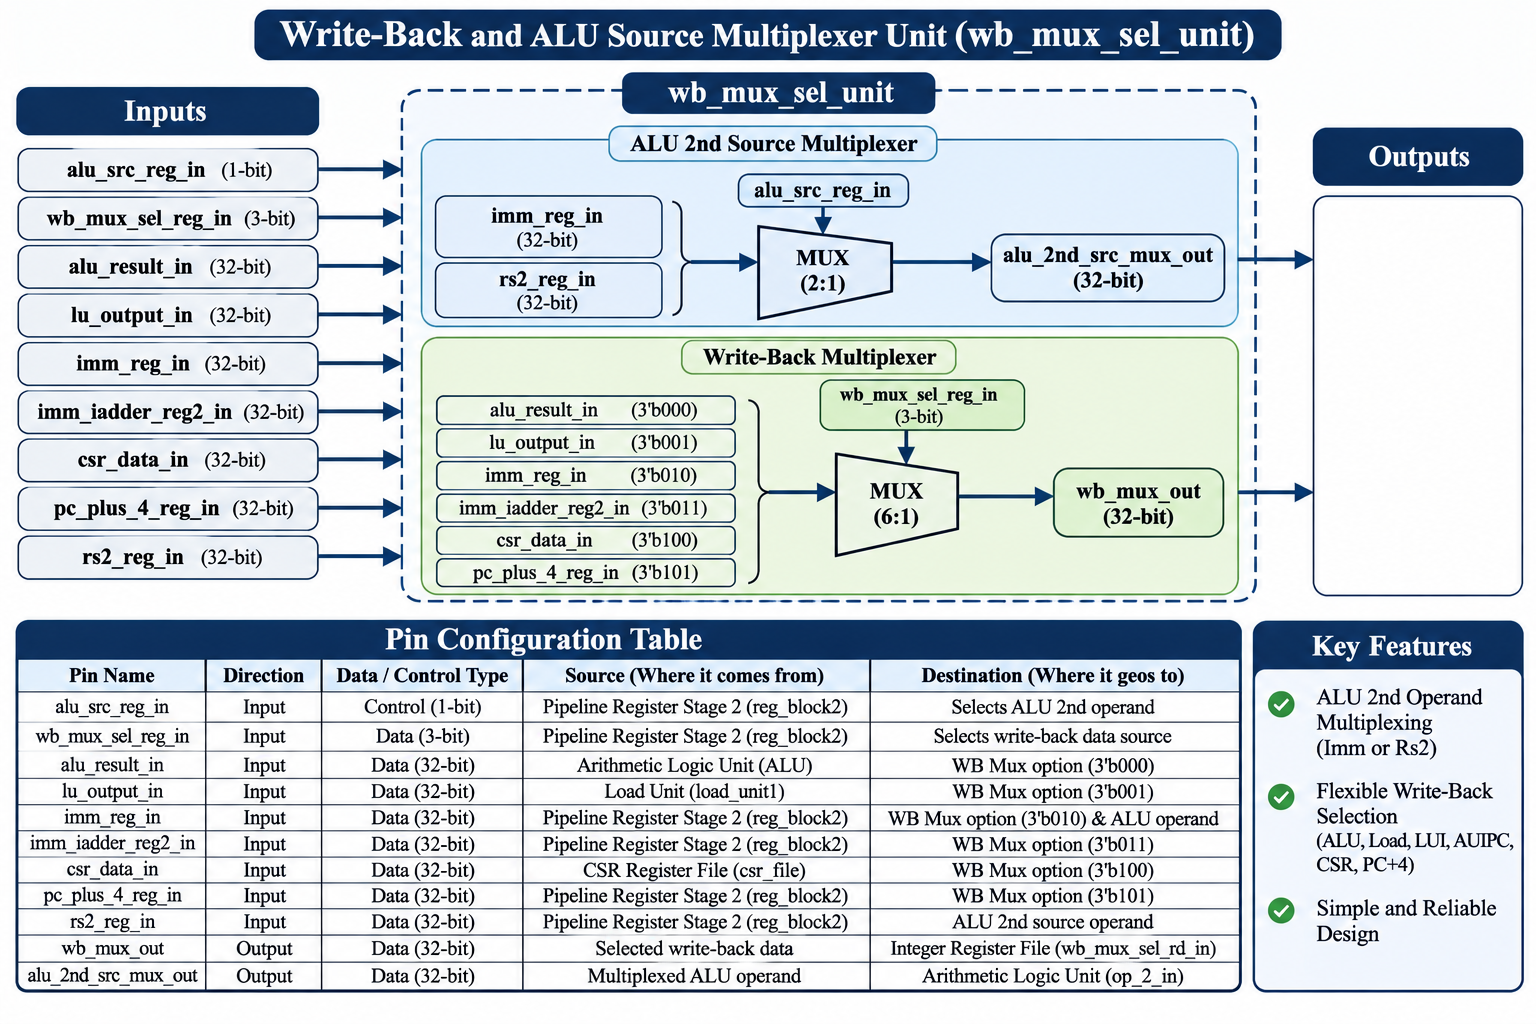 Write-Back and ALU Source Multiplexer Unit (wb_mux_sel_unit)
Inputs
alu_src_reg_in (1-bit)
wb_mux_sel_reg_in (3-bit)
alu_result_in (32-bit)
lu_output_in (32-bit)
imm_reg_in (32-bit)
imm_iadder_reg2_in (32-bit)
csr_data_in (32-bit)
pc_plus_4_reg_in (32-bit)
rs2_reg_in (32-bit)
wb_mux_sel_unit
ALU 2nd Source Multiplexer
alu_src_reg_in
imm_reg_in
(32-bit)
rs2_reg_in
(32-bit)
MUX
(2:1)
alu_2nd_src_mux_out
(32-bit)
Write-Back Multiplexer
wb_mux_sel_reg_in
(3-bit)
alu_result_in (3'b000)
lu_output_in (3'b001)
imm_reg_in (3'b010)
imm_iadder_reg2_in (3'b011)
csr_data_in (3'b100)
pc_plus_4_reg_in (3'b101)
MUX
(6:1)
wb_mux_out
(32-bit)
Outputs
Pin Configuration Table
Pin Name Direction Data / Control Type Source (Where it comes from) Destination (Where it geos to)
alu_src_reg_in Input Control (1-bit) Pipeline Register Stage 2 (reg_block2) Selects ALU 2nd operand
wb_mux_sel_reg_in Input Data (3-bit) Pipeline Register Stage 2 (reg_block2) Selects write-back data source
alu_result_in Input Data (32-bit) Arithmetic Logic Unit (ALU) WB Mux option (3'b000)
lu_output_in Input Data (32-bit) Load Unit (load_unit1) WB Mux option (3'b001)
imm_reg_in Input Data (32-bit) Pipeline Register Stage 2 (reg_block2) WB Mux option (3'b010) & ALU operand
imm_iadder_reg2_in Input Data (32-bit) Pipeline Register Stage 2 (reg_block2) WB Mux option (3'b011)
csr_data_in Input Data (32-bit) CSR Register File (csr_file) WB Mux option (3'b100)
pc_plus_4_reg_in Input Data (32-bit) Pipeline Register Stage 2 (reg_block2) WB Mux option (3'b101)
rs2_reg_in Input Data (32-bit) Pipeline Register Stage 2 (reg_block2) ALU 2nd source operand
wb_mux_out Output Data (32-bit) Selected write-back data Integer Register File (wb_mux_sel_rd_in)
alu_2nd_src_mux_out Output Data (32-bit) Multiplexed ALU operand Arithmetic Logic Unit (op_2_in)
Key Features
ALU 2nd Operand
Multiplexing
(Imm or Rs2)
Flexible Write-Back
Selection
(ALU, Load, LUI, AUIPC,
CSR, PC+4)
Simple and Reliable
Design